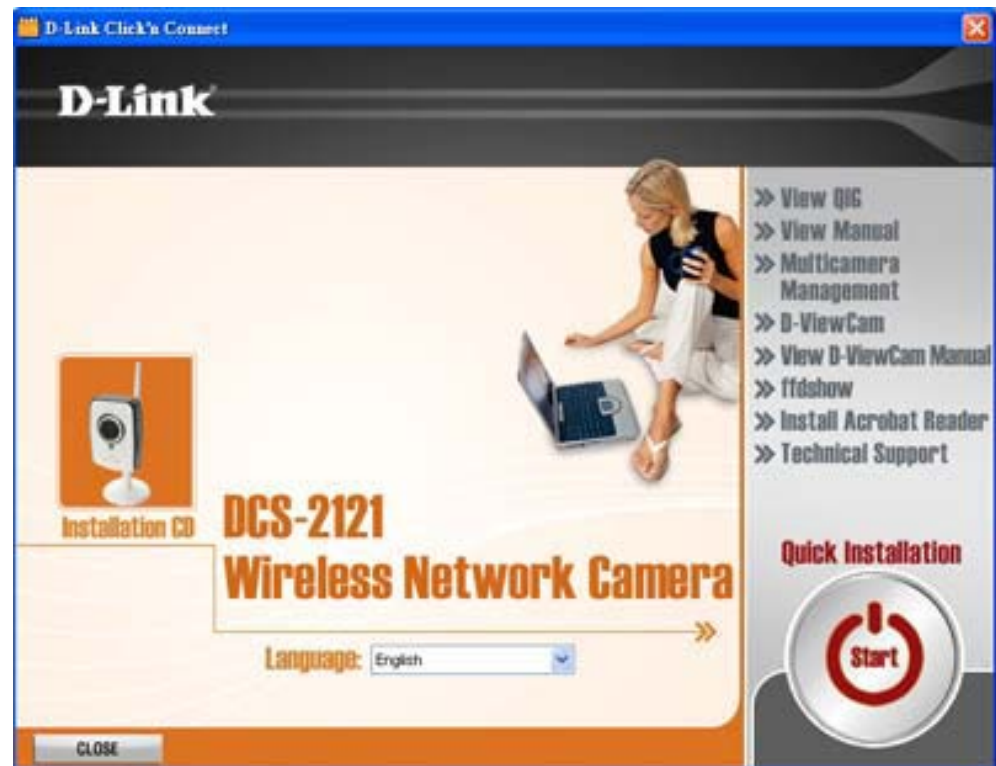 D-Link Click'n Connect
D-Link
View QIG
View Manual
Multicamera
Management
D-ViewCam
View D-ViewCam Manual
ffdshow
Install Acrobat Reader
Technical Support
Installation CD
DCS-2121
Wireless Network Camera
Language: English
Quick Installation
Start
CLOSE